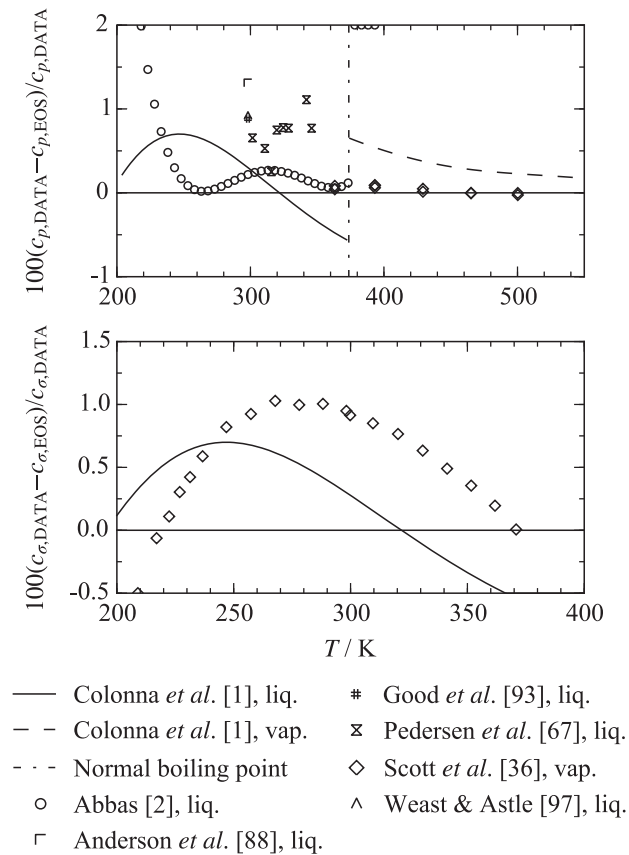 100(c_p,DATA−c_p,EOS)/c_p,DATA
2
1
0
-1
200 300 400 500
100(c_σ,DATA−c_σ,EOS)/c_σ,DATA
1.5
1.0
0.5
0.0
-0.5
200 250 300 350 400
T / K
Colonna et al. [1], liq.
Colonna et al. [1], vap.
Normal boiling point
Abbas [2], liq.
Anderson et al. [88], liq.
Good et al. [93], liq.
Pedersen et al. [67], liq.
Scott et al. [36], vap.
Weast & Astle [97], liq.